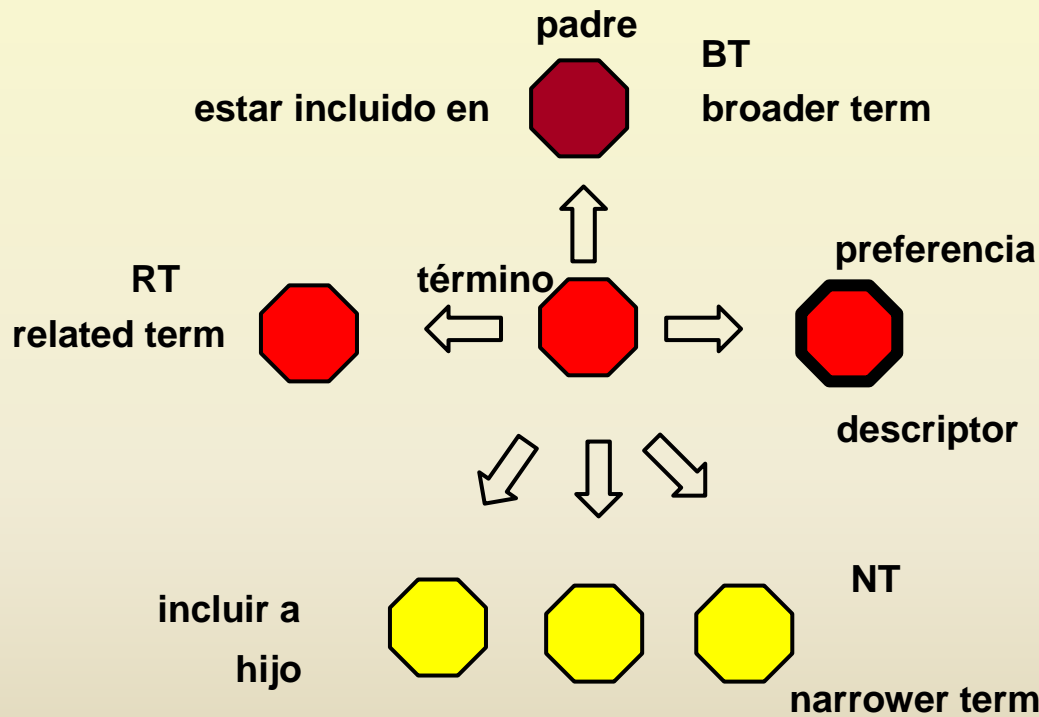 padre
BT
estar incluido en
broader term
preferencia
RT
término
related term
descriptor
NT
incluir a
hijo
narrower term